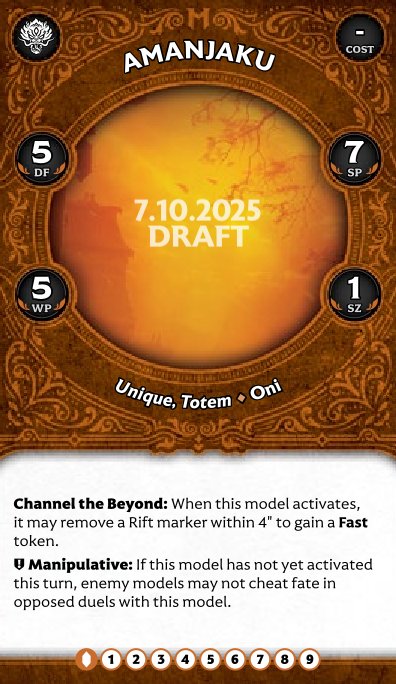 AMANJAKU
-
COST
5
DF
7
SP
7.10.2025
DRAFT
5
WP
1
SZ
Unique, Totem ♦ Oni
Channel the Beyond: When this model activates,
it may remove a Rift marker within 4" to gain a Fast
token.
Manipulative: If this model has not yet activated
this turn, enemy models may not cheat fate in
opposed duels with this model.
1 2 3 4 5 6 7 8 9